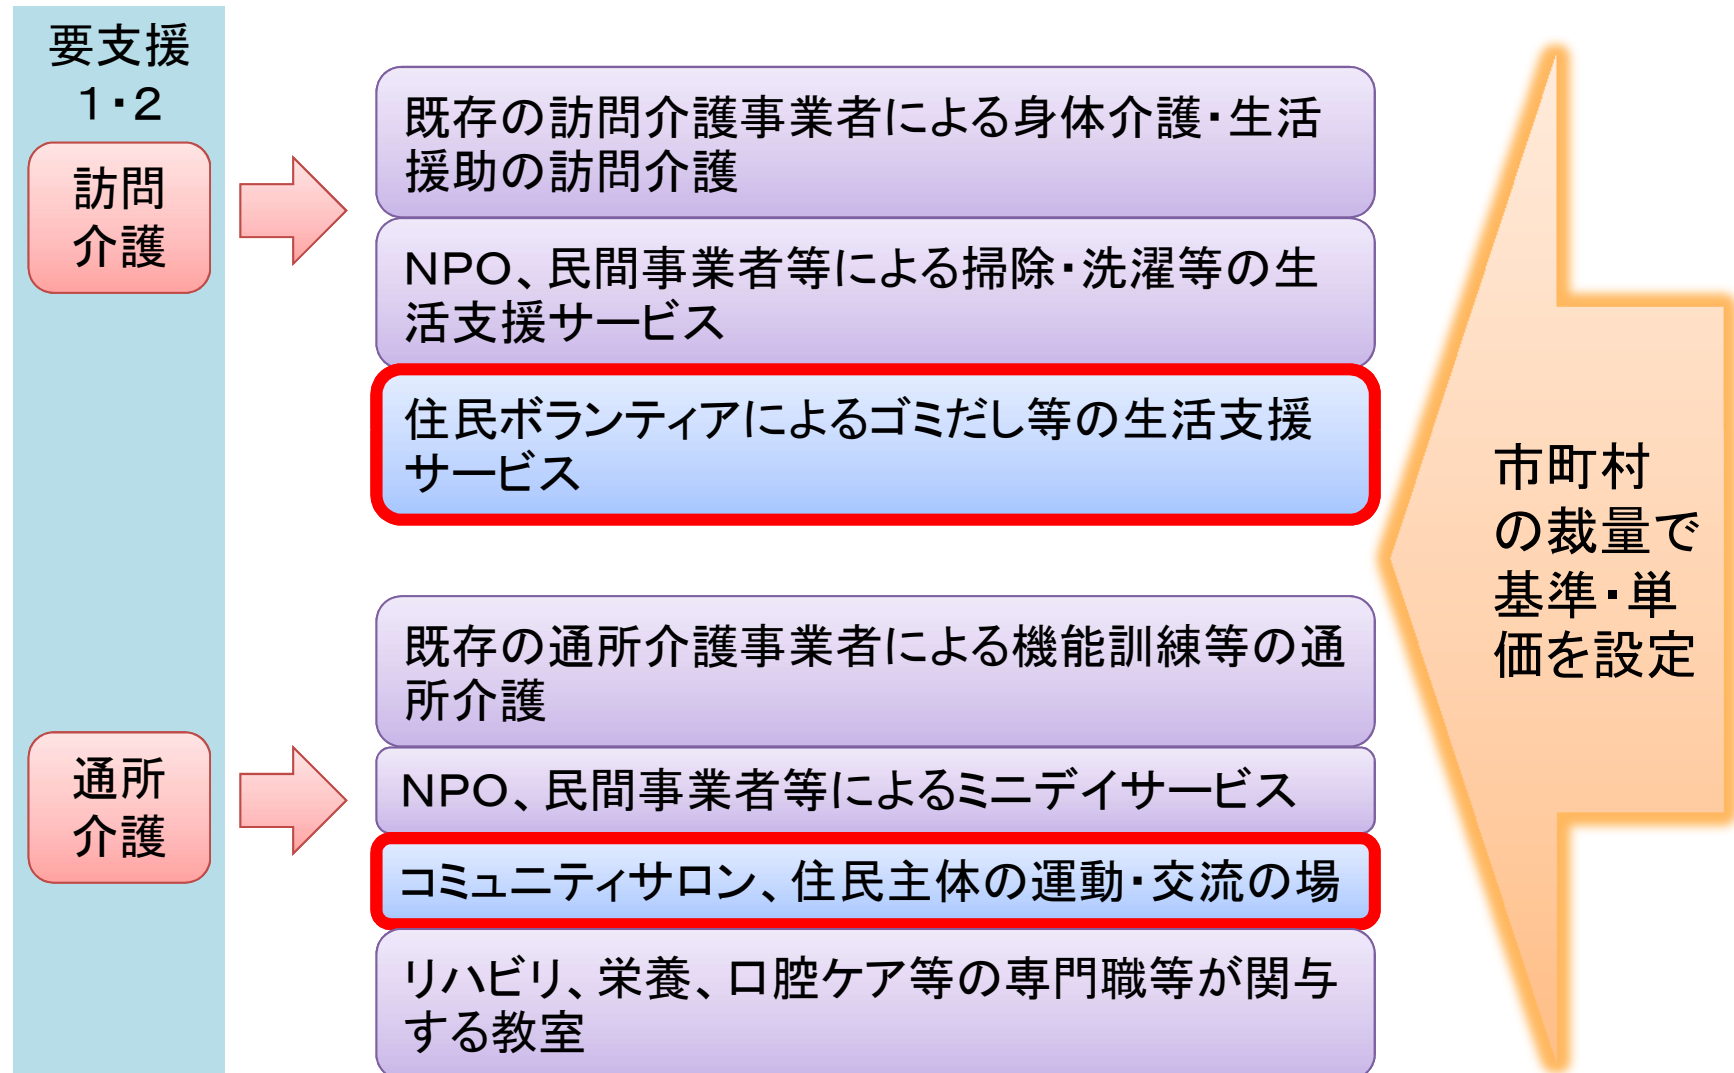 要支援
１・２
訪問
介護
既存の訪問介護事業者による身体介護・生活
援助の訪問介護
NPO、民間事業者等による掃除・洗濯等の生
活支援サービス
住民ボランティアによるゴミだし等の生活支援
サービス
通所
介護
既存の通所介護事業者による機能訓練等の通
所介護
NPO、民間事業者等によるミニデイサービス
コミュニティサロン、住民主体の運動・交流の場
リハビリ、栄養、口腔ケア等の専門職等が関与
する教室
市町村
の裁量で
基準・単
価を設定